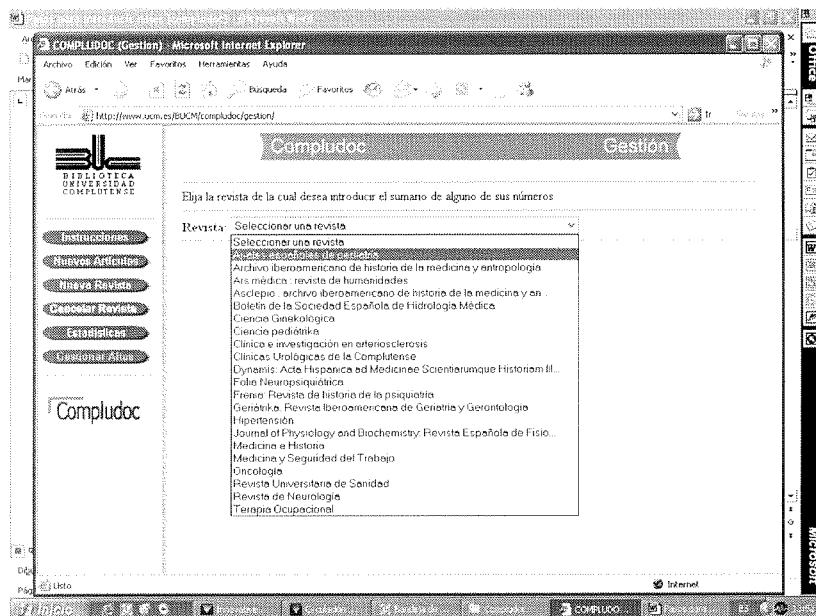 COMPLUDOC (Gestion) - Microsoft Internet Explorer
Archivo Edición Ver Favoritos Herramientas Ayuda
Atrás Búsqueda Favoritos
http://www.ucm.es/BUCM/compludoc/gestion/ Ir
Compludoc Gestión
BIBLIOTECA
UNIVERSIDAD
COMPLUTENSE
Elija la revista de la cual desea introducir el sumario de alguno de sus números
Revista: Seleccionar una revista
Instrucciones
Nuevos Artículos
Nueva Revista
Cancelar Revista
Estadísticas
Gestionar Altas
Compludoc
Seleccionar una revista
Anales españoles de pediatría
Archivo iberoamericano de historia de la medicina y antropología
Ars médica : revista de humanidades
Asclepio : archivo iberoamericano de historia de la medicina y an...
Boletín de la Sociedad Española de Hidrología Médica
Ciencia Ginekológica
Ciencia pediátrika
Clínica e investigación en arteriosclerosis
Clínicas Urológicas de la Complutense
Dynamis: Acta Hispanica ad Medicinae Scientiarumque Historiam Ill...
Folia Neuropsiquiátrica
Frenia: Revista de historia de la psiquiatría
Geriátrika. Revista Iberoamericana de Geriatría y Gerontología
Hipertensión
Journal of Physiology and Biochemistry: Revista Española de Fisio...
Medicina e Historia
Medicina y Seguridad del Trabajo
Oncología
Revista Universitaria de Sanidad
Revista de Neurología
Terapia Ocupacional
Listo Internet
Inicio COMPLUDO...
Office
Microsoft